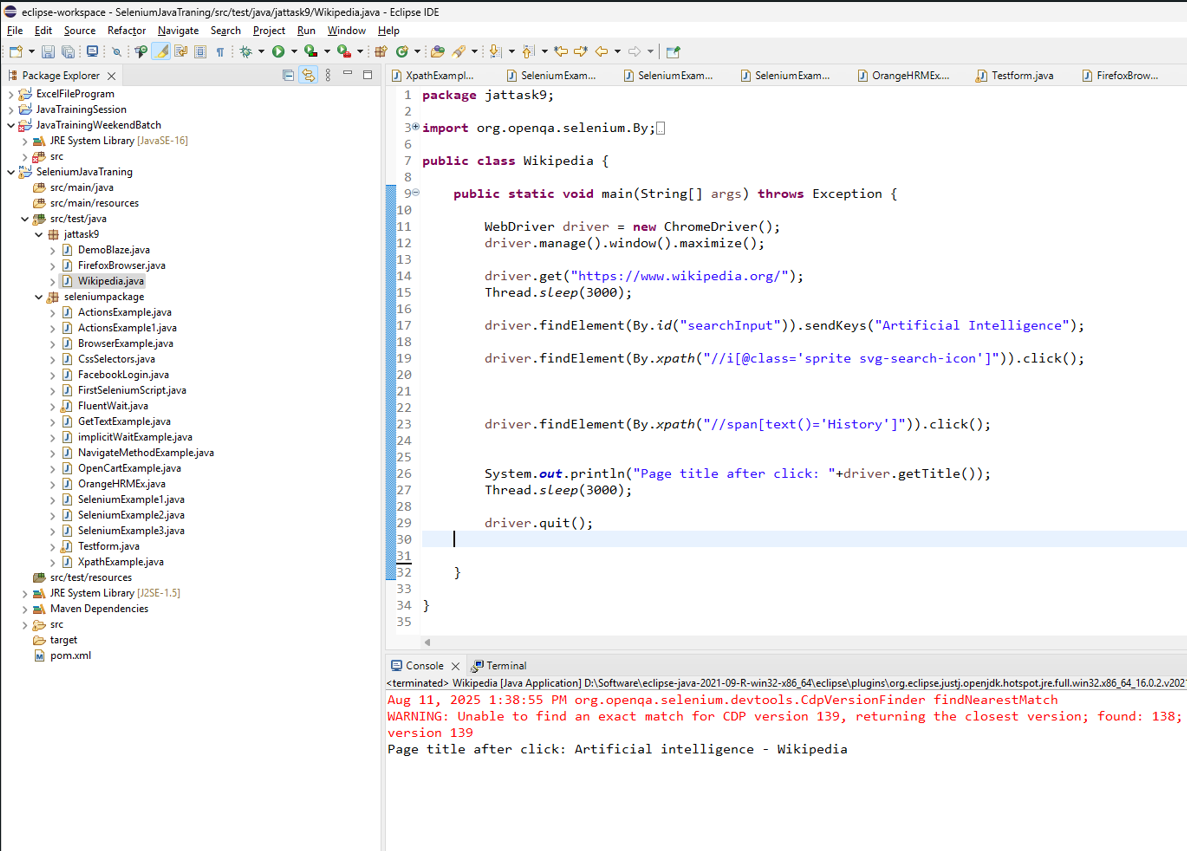 eclipse-workspace - SeleniumJavaTraning/src/test/java/jattask9/Wikipedia.java - Eclipse IDE
File Edit Source Refactor Navigate Search Project Run Window Help
Package Explorer
ExcelFileProgram
JavaTrainingSession
JavaTrainingWeekendBatch
JRE System Library [JavaSE-16]
src
SeleniumJavaTraning
src/main/java
src/main/resources
src/test/java
jattask9
DemoBlaze.java
FirefoxBrowser.java
Wikipedia.java
seleniumpackage
ActionsExample.java
ActionsExample1.java
BrowserExample.java
CssSelectors.java
FacebookLogin.java
FirstSeleniumScript.java
FluentWait.java
GetTextExample.java
implicitWaitExample.java
NavigateMethodExample.java
OpenCartExample.java
OrangeHRMEx.java
SeleniumExample1.java
SeleniumExample2.java
SeleniumExample3.java
Testform.java
XpathExample.java
src/test/resources
JRE System Library [J2SE-1.5]
Maven Dependencies
src
target
pom.xml
XpathExampl... SeleniumExam... SeleniumExam... SeleniumExam... OrangeHRMEx.... Testform.java FirefoxBrow...
1 package jattask9;
2
3 import org.openqa.selenium.By;
6
7 public class Wikipedia {
8
9 public static void main(String[] args) throws Exception {
10
11 WebDriver driver = new ChromeDriver();
12 driver.manage().window().maximize();
13
14 driver.get("https://www.wikipedia.org/");
15 Thread.sleep(3000);
16
17 driver.findElement(By.id("searchInput")).sendKeys("Artificial Intelligence");
18
19 driver.findElement(By.xpath("//i[@class='sprite svg-search-icon']")).click();
20
21
22
23 driver.findElement(By.xpath("//span[text()='History']")).click();
24
25
26 System.out.println("Page title after click: "+driver.getTitle());
27 Thread.sleep(3000);
28
29 driver.quit();
30
31
32 }
33
34 }
35
Console Terminal
<terminated> Wikipedia [Java Application] D:\Software\eclipse-java-2021-09-R-win32-x86_64\eclipse\plugins\org.eclipse.justj.openjdk.hotspot.jre.full.win32.x86_64_16.0.2.v2021
Aug 11, 2025 1:38:55 PM org.openqa.selenium.devtools.CdpVersionFinder findNearestMatch
WARNING: Unable to find an exact match for CDP version 139, returning the closest version; found: 138;
version 139
Page title after click: Artificial intelligence - Wikipedia